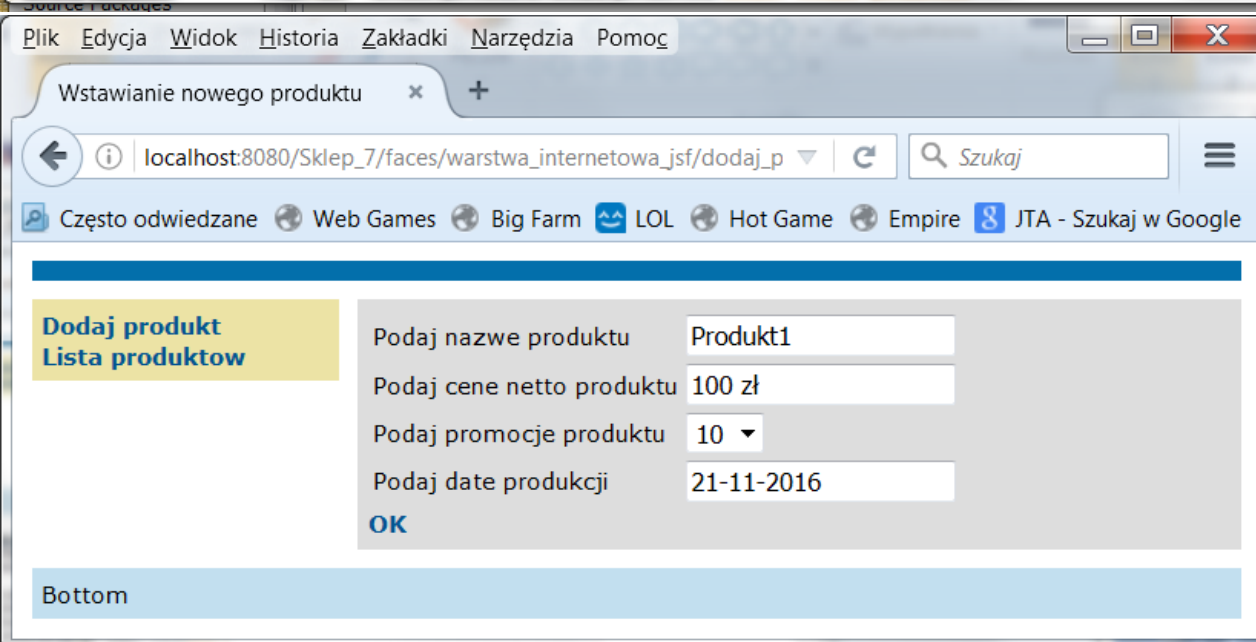 Source Packages
Plik Edycja Widok Historia Zakładki Narzędzia Pomoc
Wstawianie nowego produktu
localhost:8080/Sklep_7/faces/warstwa_internetowa_jsf/dodaj_p
Szukaj
Często odwiedzane Web Games Big Farm LOL Hot Game Empire 8 JTA - Szukaj w Google
Dodaj produkt
Lista produktow
Podaj nazwe produktu Produkt1
Podaj cene netto produktu 100 zł
Podaj promocje produktu 10
Podaj date produkcji 21-11-2016
OK
Bottom